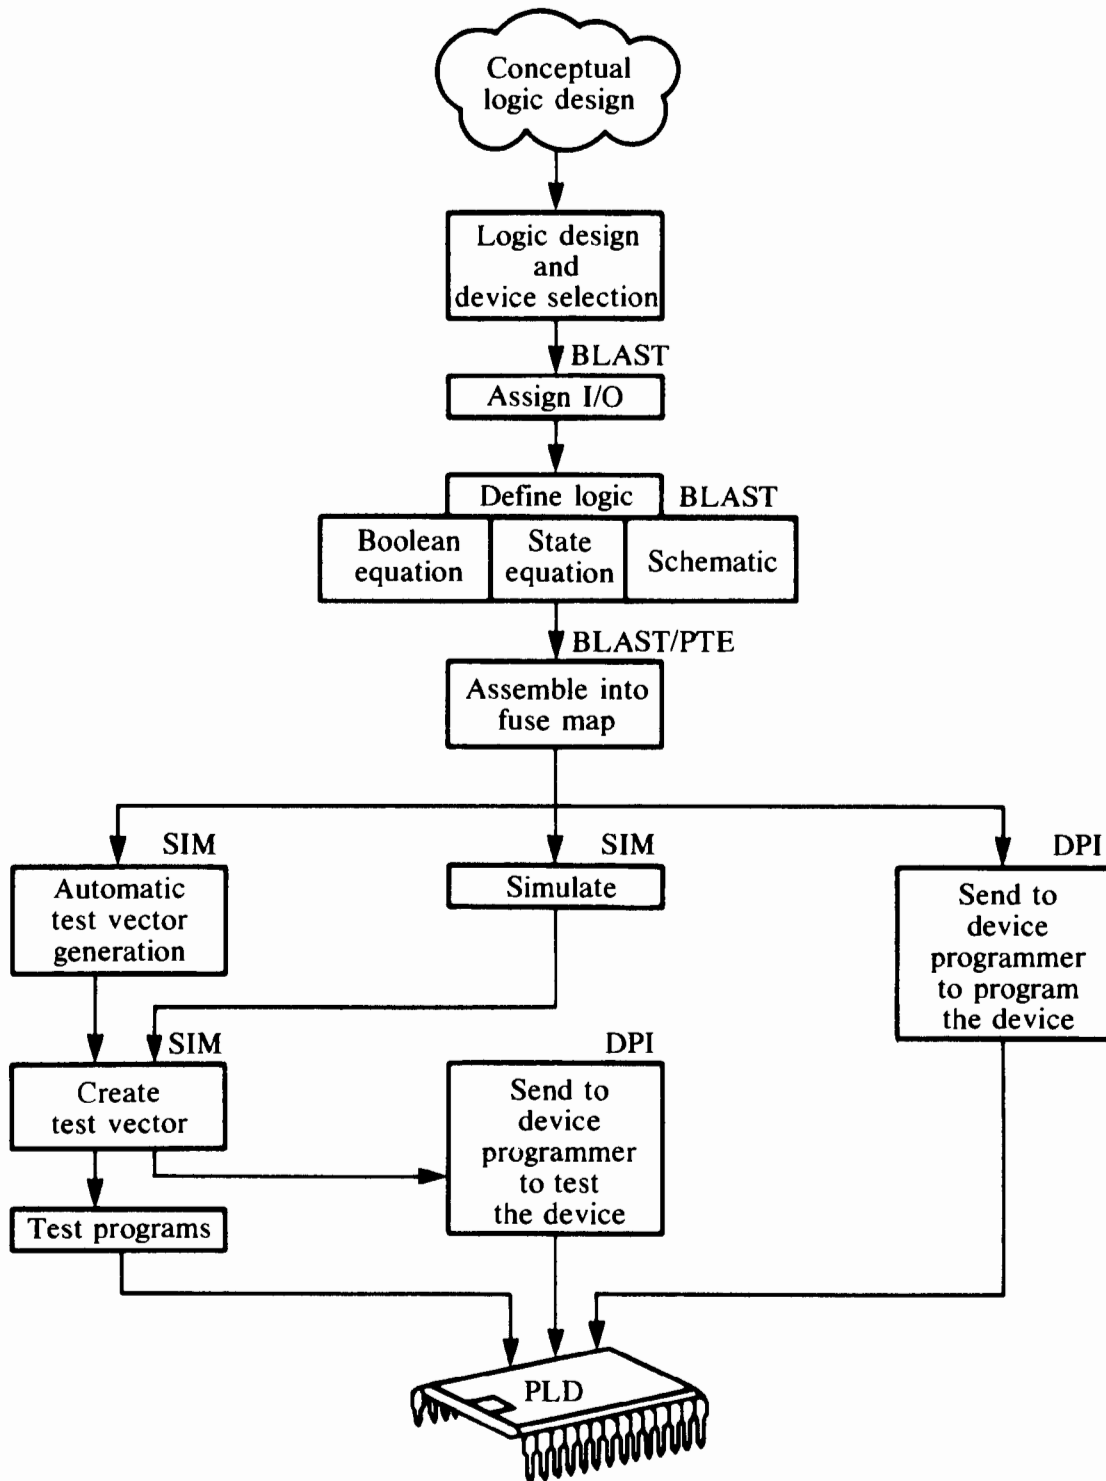 Conceptual
logic design
Logic design
and
device selection
BLAST
Assign I/O
Define logic
BLAST
Boolean
equation
State
equation
Schematic
BLAST/PTE
Assemble into
fuse map
SIM
Automatic
test vector
generation
SIM
Simulate
DPI
Send to
device
programmer
to program
the device
SIM
Create
test vector
DPI
Send to
device
programmer
to test
the device
Test programs
PLD